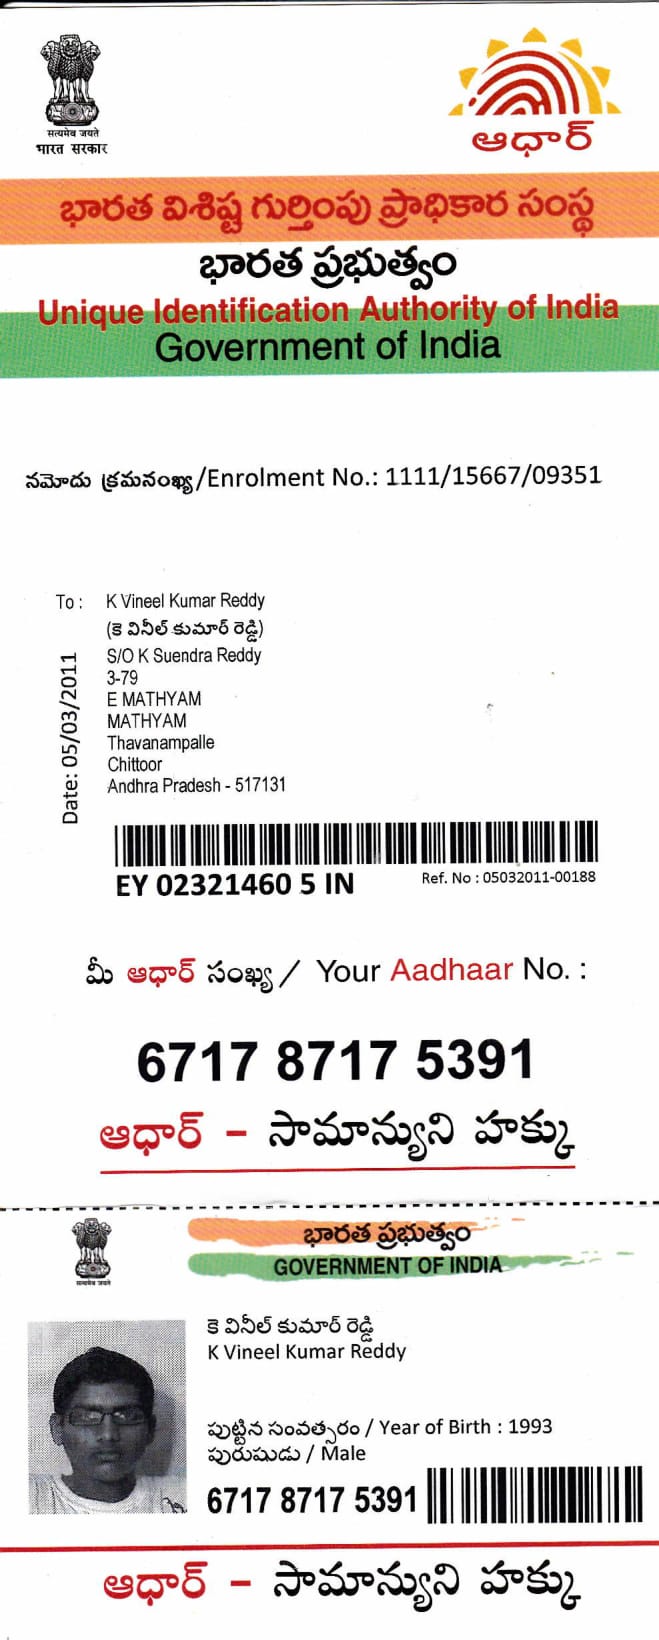 सत्यमेव जयते
भारत सरकार
ఆధార్
భారత విశిష్ట గుర్తింపు ప్రాధికార సంస్థ
భారత ప్రభుత్వం
Unique Identification Authority of India
Government of India
నమోదు క్రమసంఖ్య/Enrolment No.: 1111/15667/09351
To : K Vineel Kumar Reddy
(కె వినీల్ కుమార్ రెడ్డి)
S/O K Suendra Reddy
3-79
E MATHYAM
MATHYAM
Thavanampalle
Chittoor
Andhra Pradesh - 517131
Date: 05/03/2011
EY 02321460 5 IN
Ref. No : 05032011-00188
మీ ఆధార్ సంఖ్య / Your Aadhaar No. :
6717 8717 5391
ఆధార్ - సామాన్యుని హక్కు
सत्यमेव जयते
భారత ప్రభుత్వం
GOVERNMENT OF INDIA
కె వినీల్ కుమార్ రెడ్డి
K Vineel Kumar Reddy
పుట్టిన సంవత్సరం / Year of Birth : 1993
పురుషుడు / Male
6717 8717 5391
ఆధార్ - సామాన్యుని హక్కు